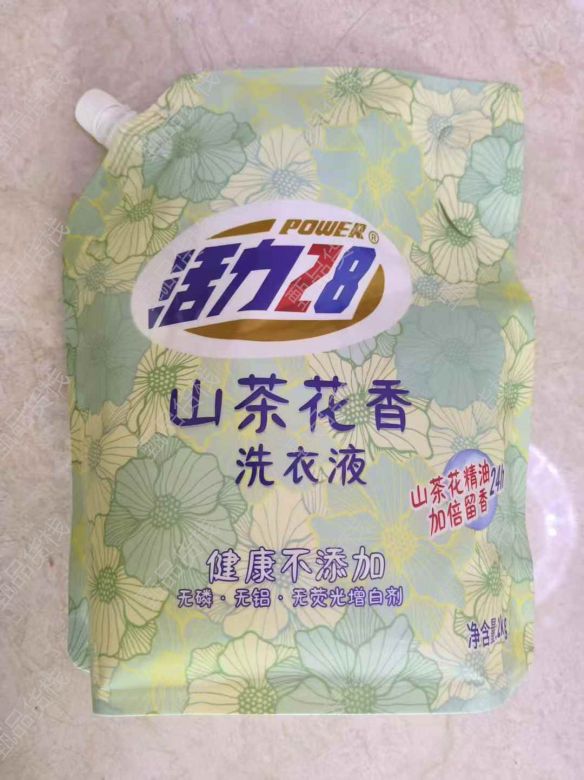 POWER®
活力28
山茶花香
洗衣液
山茶花精油
加倍留香
24h
健康不添加
无磷·无铝·无荧光增白剂
净含量:2kg